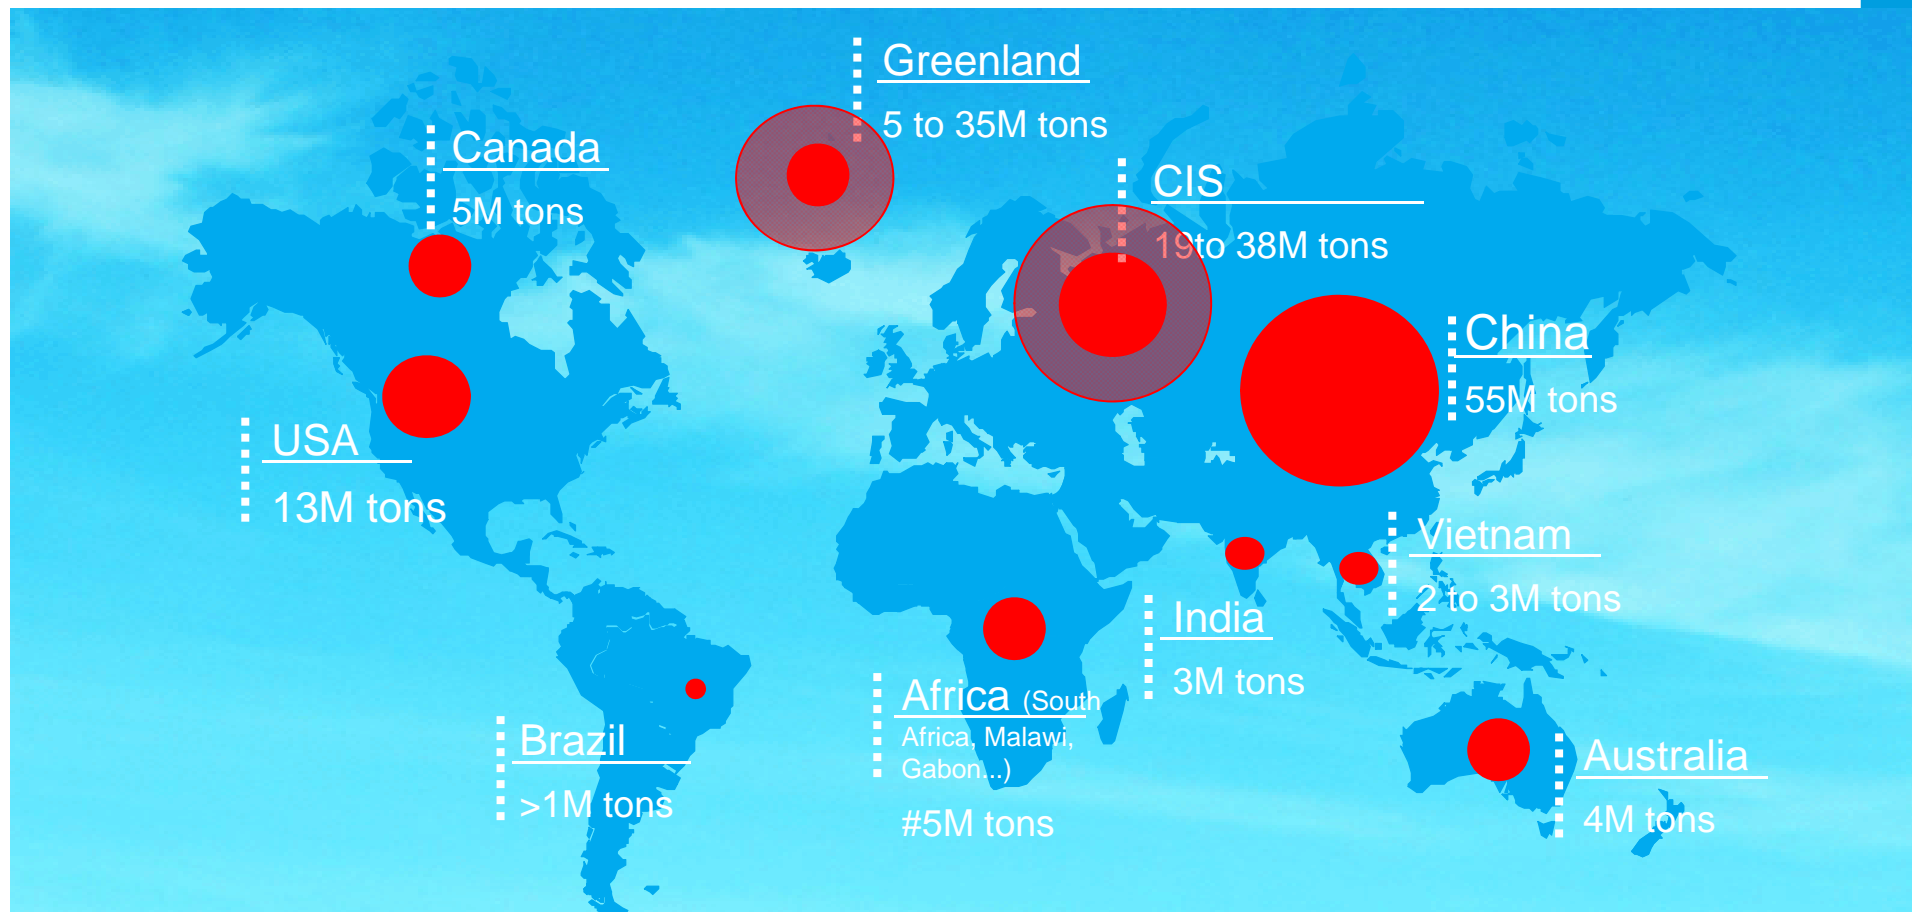 Greenland
5 to 35M tons
Canada
5M tons
CIS
19to 38M tons
China
55M tons
USA
13M tons
Vietnam
2 to 3M tons
India
3M tons
Africa (South
Africa, Malawi,
Gabon...)
#5M tons
Brazil
>1M tons
Australia
4M tons